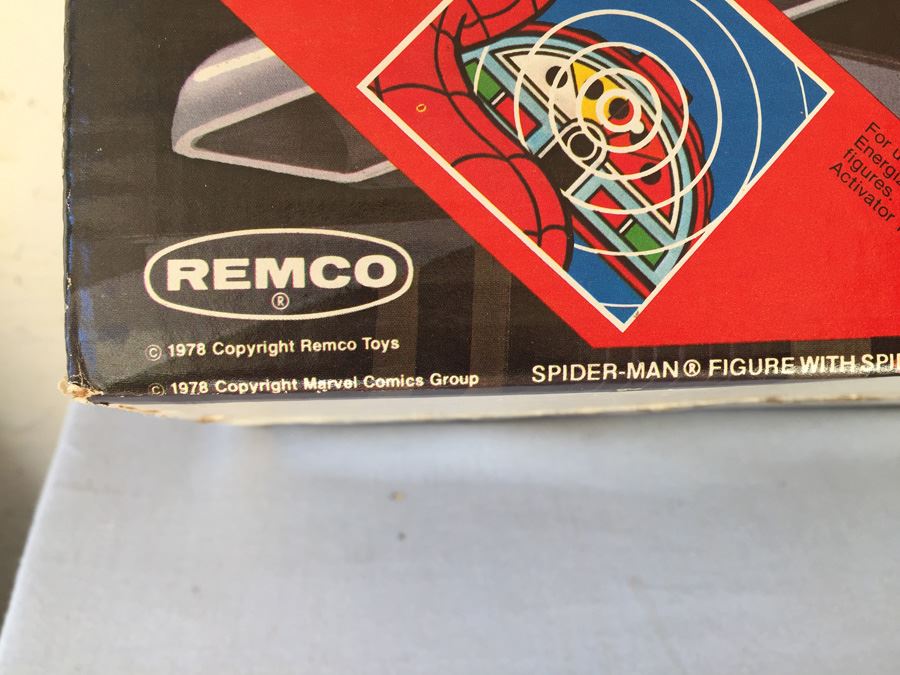 REMCO
®
© 1978 Copyright Remco Toys
© 1978 Copyright Marvel Comics Group
SPIDER-MAN® FIGURE WITH
For
figures.
Activator